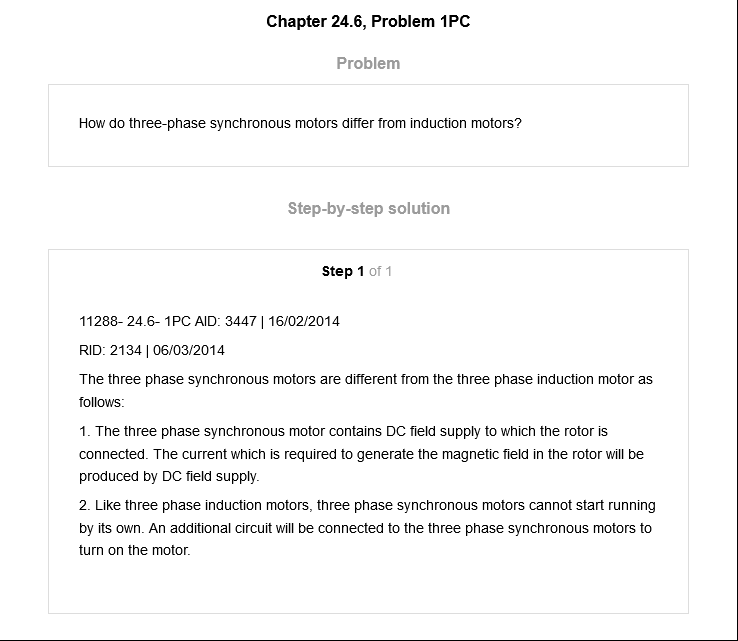 Chapter 24.6, Problem 1PC
Problem
How do three-phase synchronous motors differ from induction motors?
Step-by-step solution
Step 1 of 1
11288- 24.6- 1PC AID: 3447 | 16/02/2014
RID: 2134 | 06/03/2014
The three phase synchronous motors are different from the three phase induction motor as
follows:
1. The three phase synchronous motor contains DC field supply to which the rotor is
connected. The current which is required to generate the magnetic field in the rotor will be
produced by DC field supply.
2. Like three phase induction motors, three phase synchronous motors cannot start running
by its own. An additional circuit will be connected to the three phase synchronous motors to
turn on the motor.